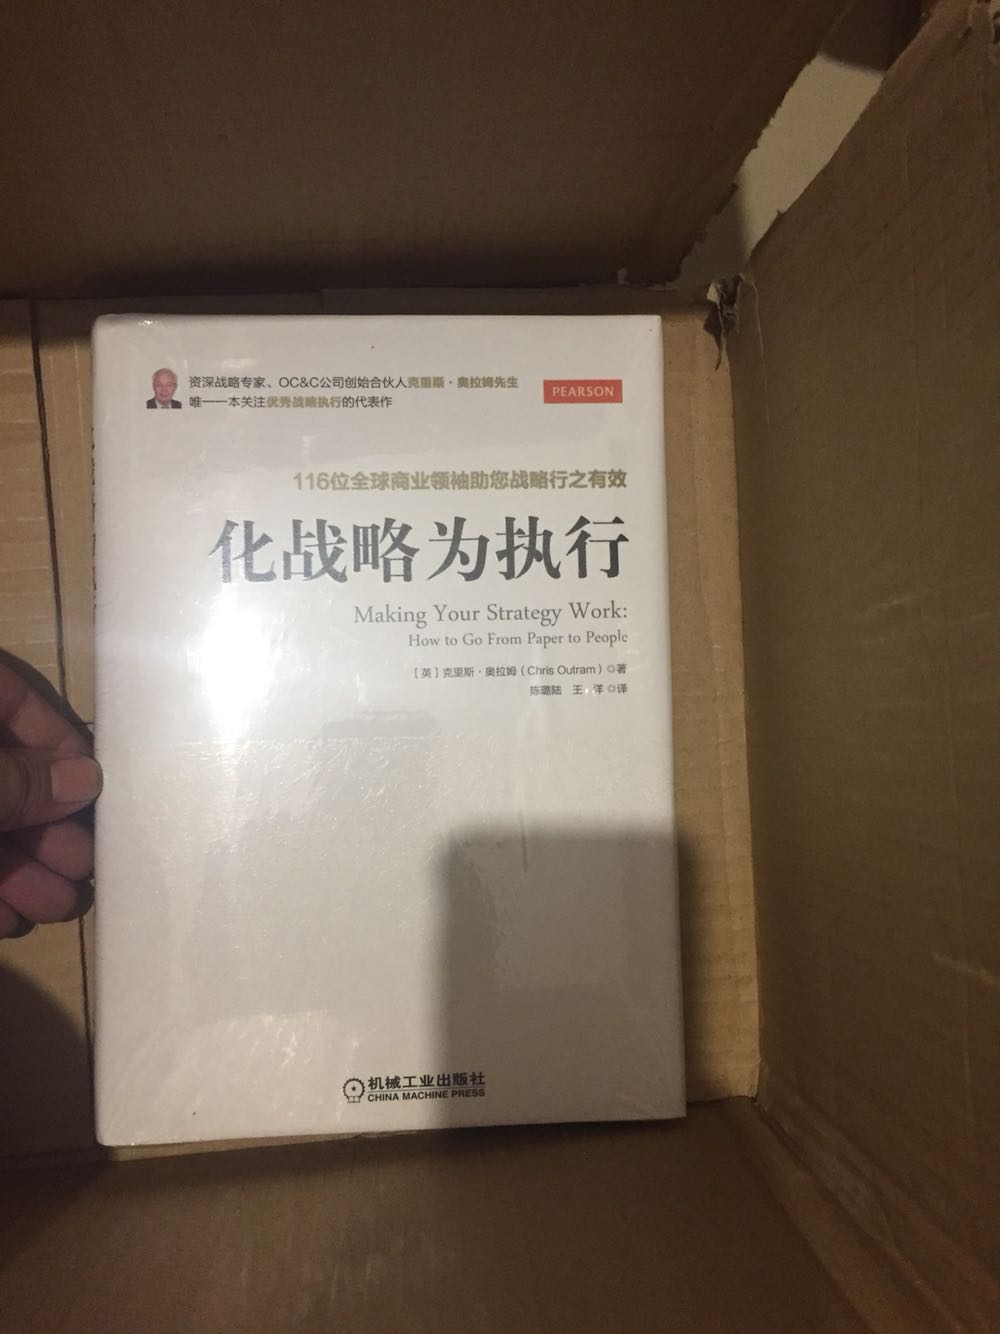 资深战略专家、OC&C公司创始合伙人克里斯·奥拉姆先生
唯一一本关注优秀战略执行的代表作
PEARSON
116位全球商业领袖助您战略行之有效
化战略为执行
Making Your Strategy Work:
How to Go From Paper to People
［英］克里斯·奥拉姆（Chris Outram）◎著
陈璐陆 王 洋 ◎译
机械工业出版社
CHINA MACHINE PRESS